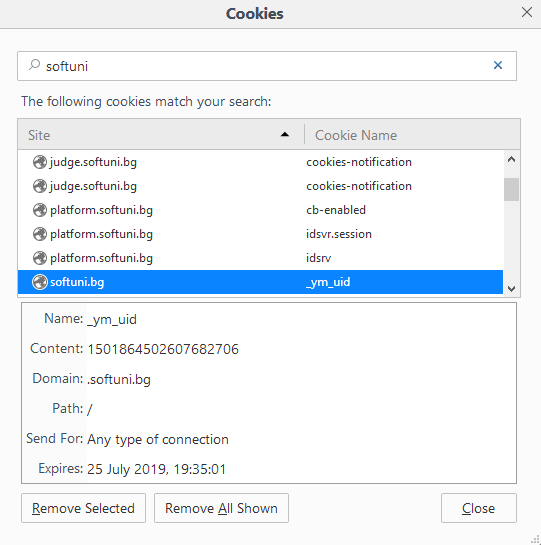 Cookies
softuni
The following cookies match your search:
Site Cookie Name
judge.softuni.bg cookies-notification
judge.softuni.bg cookies-notification
platform.softuni.bg cb-enabled
platform.softuni.bg idsvr.session
platform.softuni.bg idsrv
softuni.bg _ym_uid
Name: _ym_uid
Content: 1501864502607682706
Domain: .softuni.bg
Path: /
Send For: Any type of connection
Expires: 25 July 2019, 19:35:01
Remove Selected Remove All Shown Close